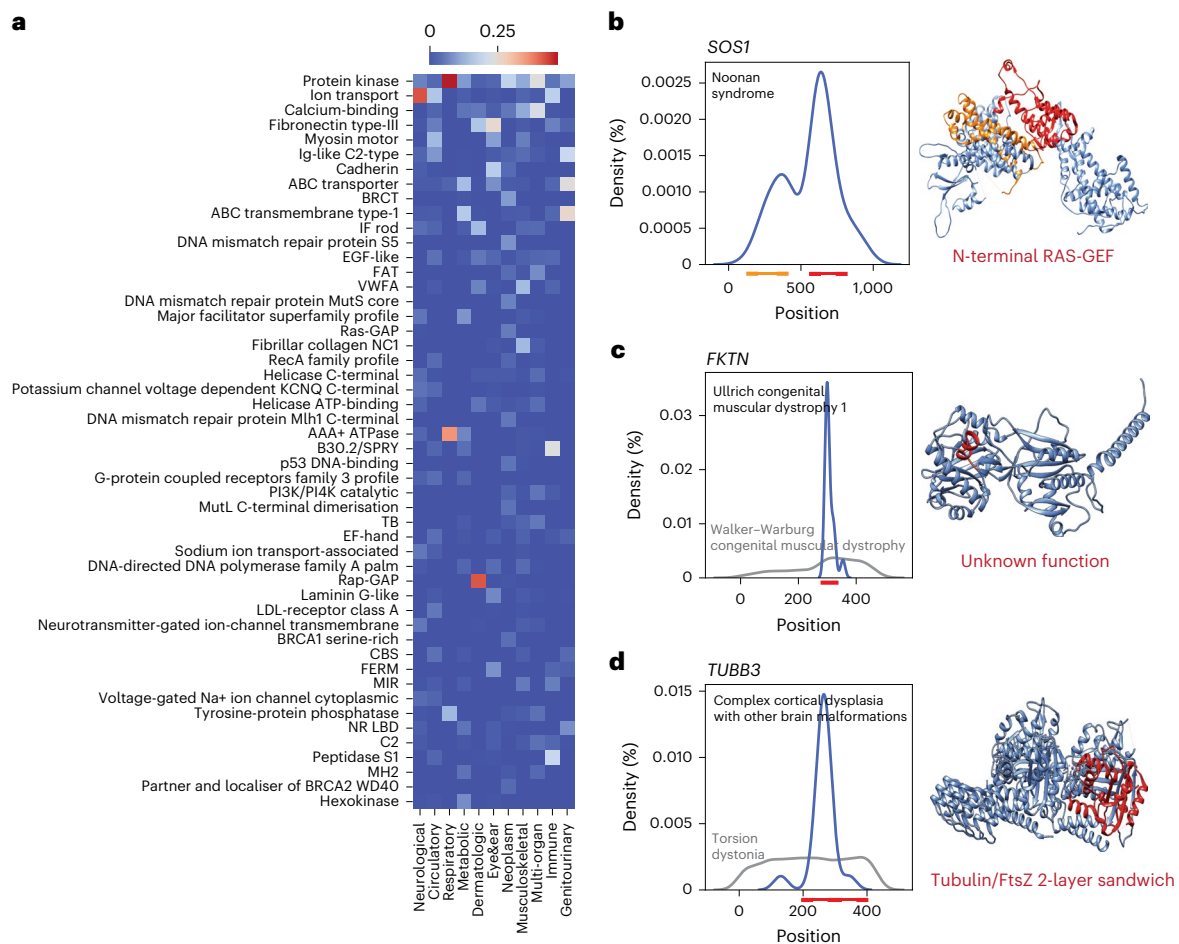 a
0 0.25
Protein kinase
Ion transport
Calcium-binding
Fibronectin type-III
Myosin motor
Ig-like C2-type
Cadherin
ABC transporter
BRCT
ABC transmembrane type-1
IF rod
DNA mismatch repair protein S5
EGF-like
FAT
VWFA
DNA mismatch repair protein MutS core
Major facilitator superfamily profile
Ras-GAP
Fibrillar collagen NC1
RecA family profile
Helicase C-terminal
Potassium channel voltage dependent KCNQ C-terminal
Helicase ATP-binding
DNA mismatch repair protein Mlh1 C-terminal
AAA+ ATPase
B30.2/SPRY
p53 DNA-binding
G-protein coupled receptors family 3 profile
PI3K/PI4K catalytic
MutL C-terminal dimerisation
TB
EF-hand
Sodium ion transport-associated
DNA-directed DNA polymerase family A palm
Rap-GAP
Laminin G-like
LDL-receptor class A
Neurotransmitter-gated ion-channel transmembrane
BRCA1 serine-rich
CBS
FERM
MIR
Voltage-gated Na+ ion channel cytoplasmic
Tyrosine-protein phosphatase
NR LBD
C2
Peptidase S1
MH2
Partner and localiser of BRCA2 WD40
Hexokinase
Neurological
Circulatory
Respiratory
Metabolic
Dermatologic
Eye&ear
Neoplasm
Musculoskeletal
Multi-organ
Immune
Genitourinary
b
SOS1
Noonan
syndrome
Density (%)
0.0025
0.0020
0.0015
0.0010
0.0005
0
0 500 1,000
Position
N-terminal RAS-GEF
c
FKTN
Ullrich congenital
muscular dystrophy 1
Density (%)
0.03
0.02
0.01
0
Walker–Warburg
congenital muscular dystrophy
0 200 400
Position
Unknown function
d
TUBB3
Complex cortical dysplasia
with other brain malformations
Density (%)
0.015
0.010
0.005
0
Torsion
dystonia
0 200 400
Position
Tubulin/FtsZ 2-layer sandwich